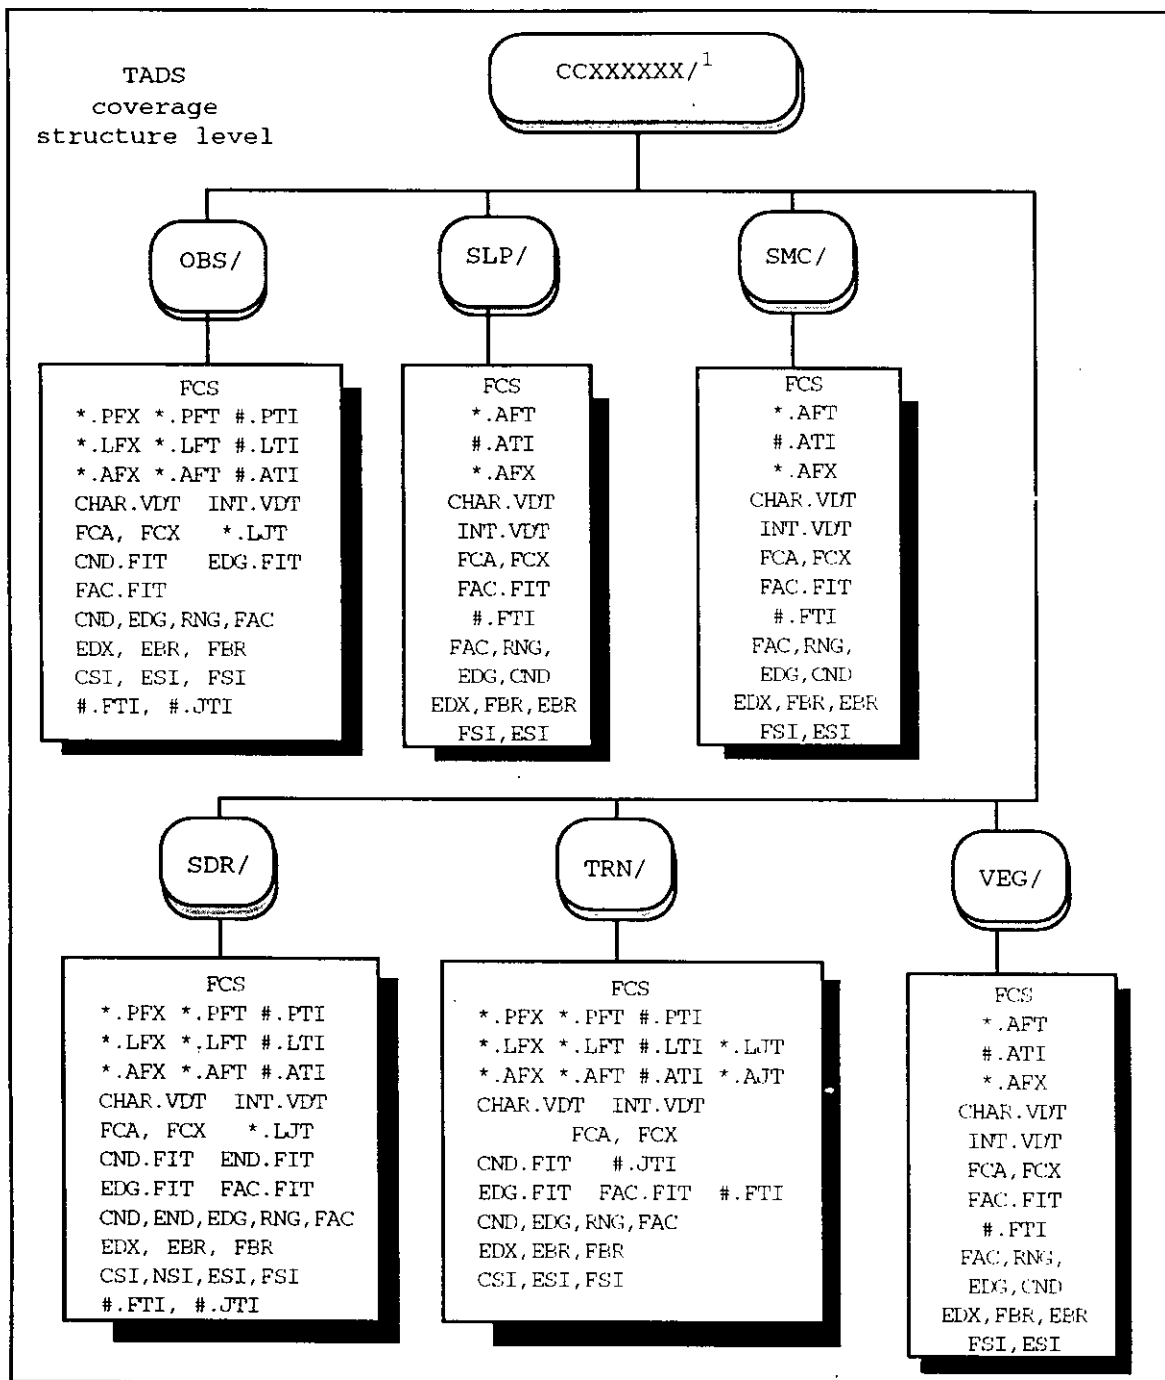 TADS
coverage
structure level
CCXXXXXX/1
OBS/
SLP/
SMC/
FCS
*.PFX *.PFT #.PTI
*.LFX *.LFT #.LTI
*.AFX *.AFT #.ATI
CHAR.VDT INT.VDT
FCA, FCX *.LJT
CND.FIT EDG.FIT
FAC.FIT
CND,EDG,RNG,FAC
EDX, EBR, FBR
CSI, ESI, FSI
#.FTI, #.JTI
FCS
*.AFT
#.ATI
*.AFX
CHAR.VDT
INT.VDT
FCA,FCX
FAC.FIT
#.FTI
FAC,RNG,
EDG,CND
EDX,FBR,EBR
FSI,ESI
FCS
*.AFT
#.ATI
*.AFX
CHAR.VDT
INT.VDT
FCA,FCX
FAC.FIT
#.FTI
FAC,RNG,
EDG,CND
EDX,FBR,EBR
FSI,ESI
SDR/
TRN/
VEG/
FCS
*.PFX *.PFT #.PTI
*.LFX *.LFT #.LTI
*.AFX *.AFT #.ATI
CHAR.VDT INT.VDT
FCA, FCX *.LJT
CND.FIT END.FIT
EDG.FIT FAC.FIT
CND,END,EDG,RNG,FAC
EDX, EBR, FBR
CSI,NSI,ESI,FSI
#.FTI, #.JTI
FCS
*.PFX *.PFT #.PTI
*.LFX *.LFT #.LTI *.LJT
*.AFX *.AFT #.ATI *.AJT
CHAR.VDT INT.VDT
FCA, FCX
CND.FIT #.JTI
EDG.FIT FAC.FIT #.FTI
CND,EDG,RNG,FAC
EDX,EBR,FBR
CSI,ESI,FSI
FCS
*.AFT
#.ATI
*.AFX
CHAR.VDT
INT.VDT
FCA,FCX
FAC.FIT
#.FTI
FAC,RNG,
EDG,CND
EDX,FBR,EBR
FSI,ESI